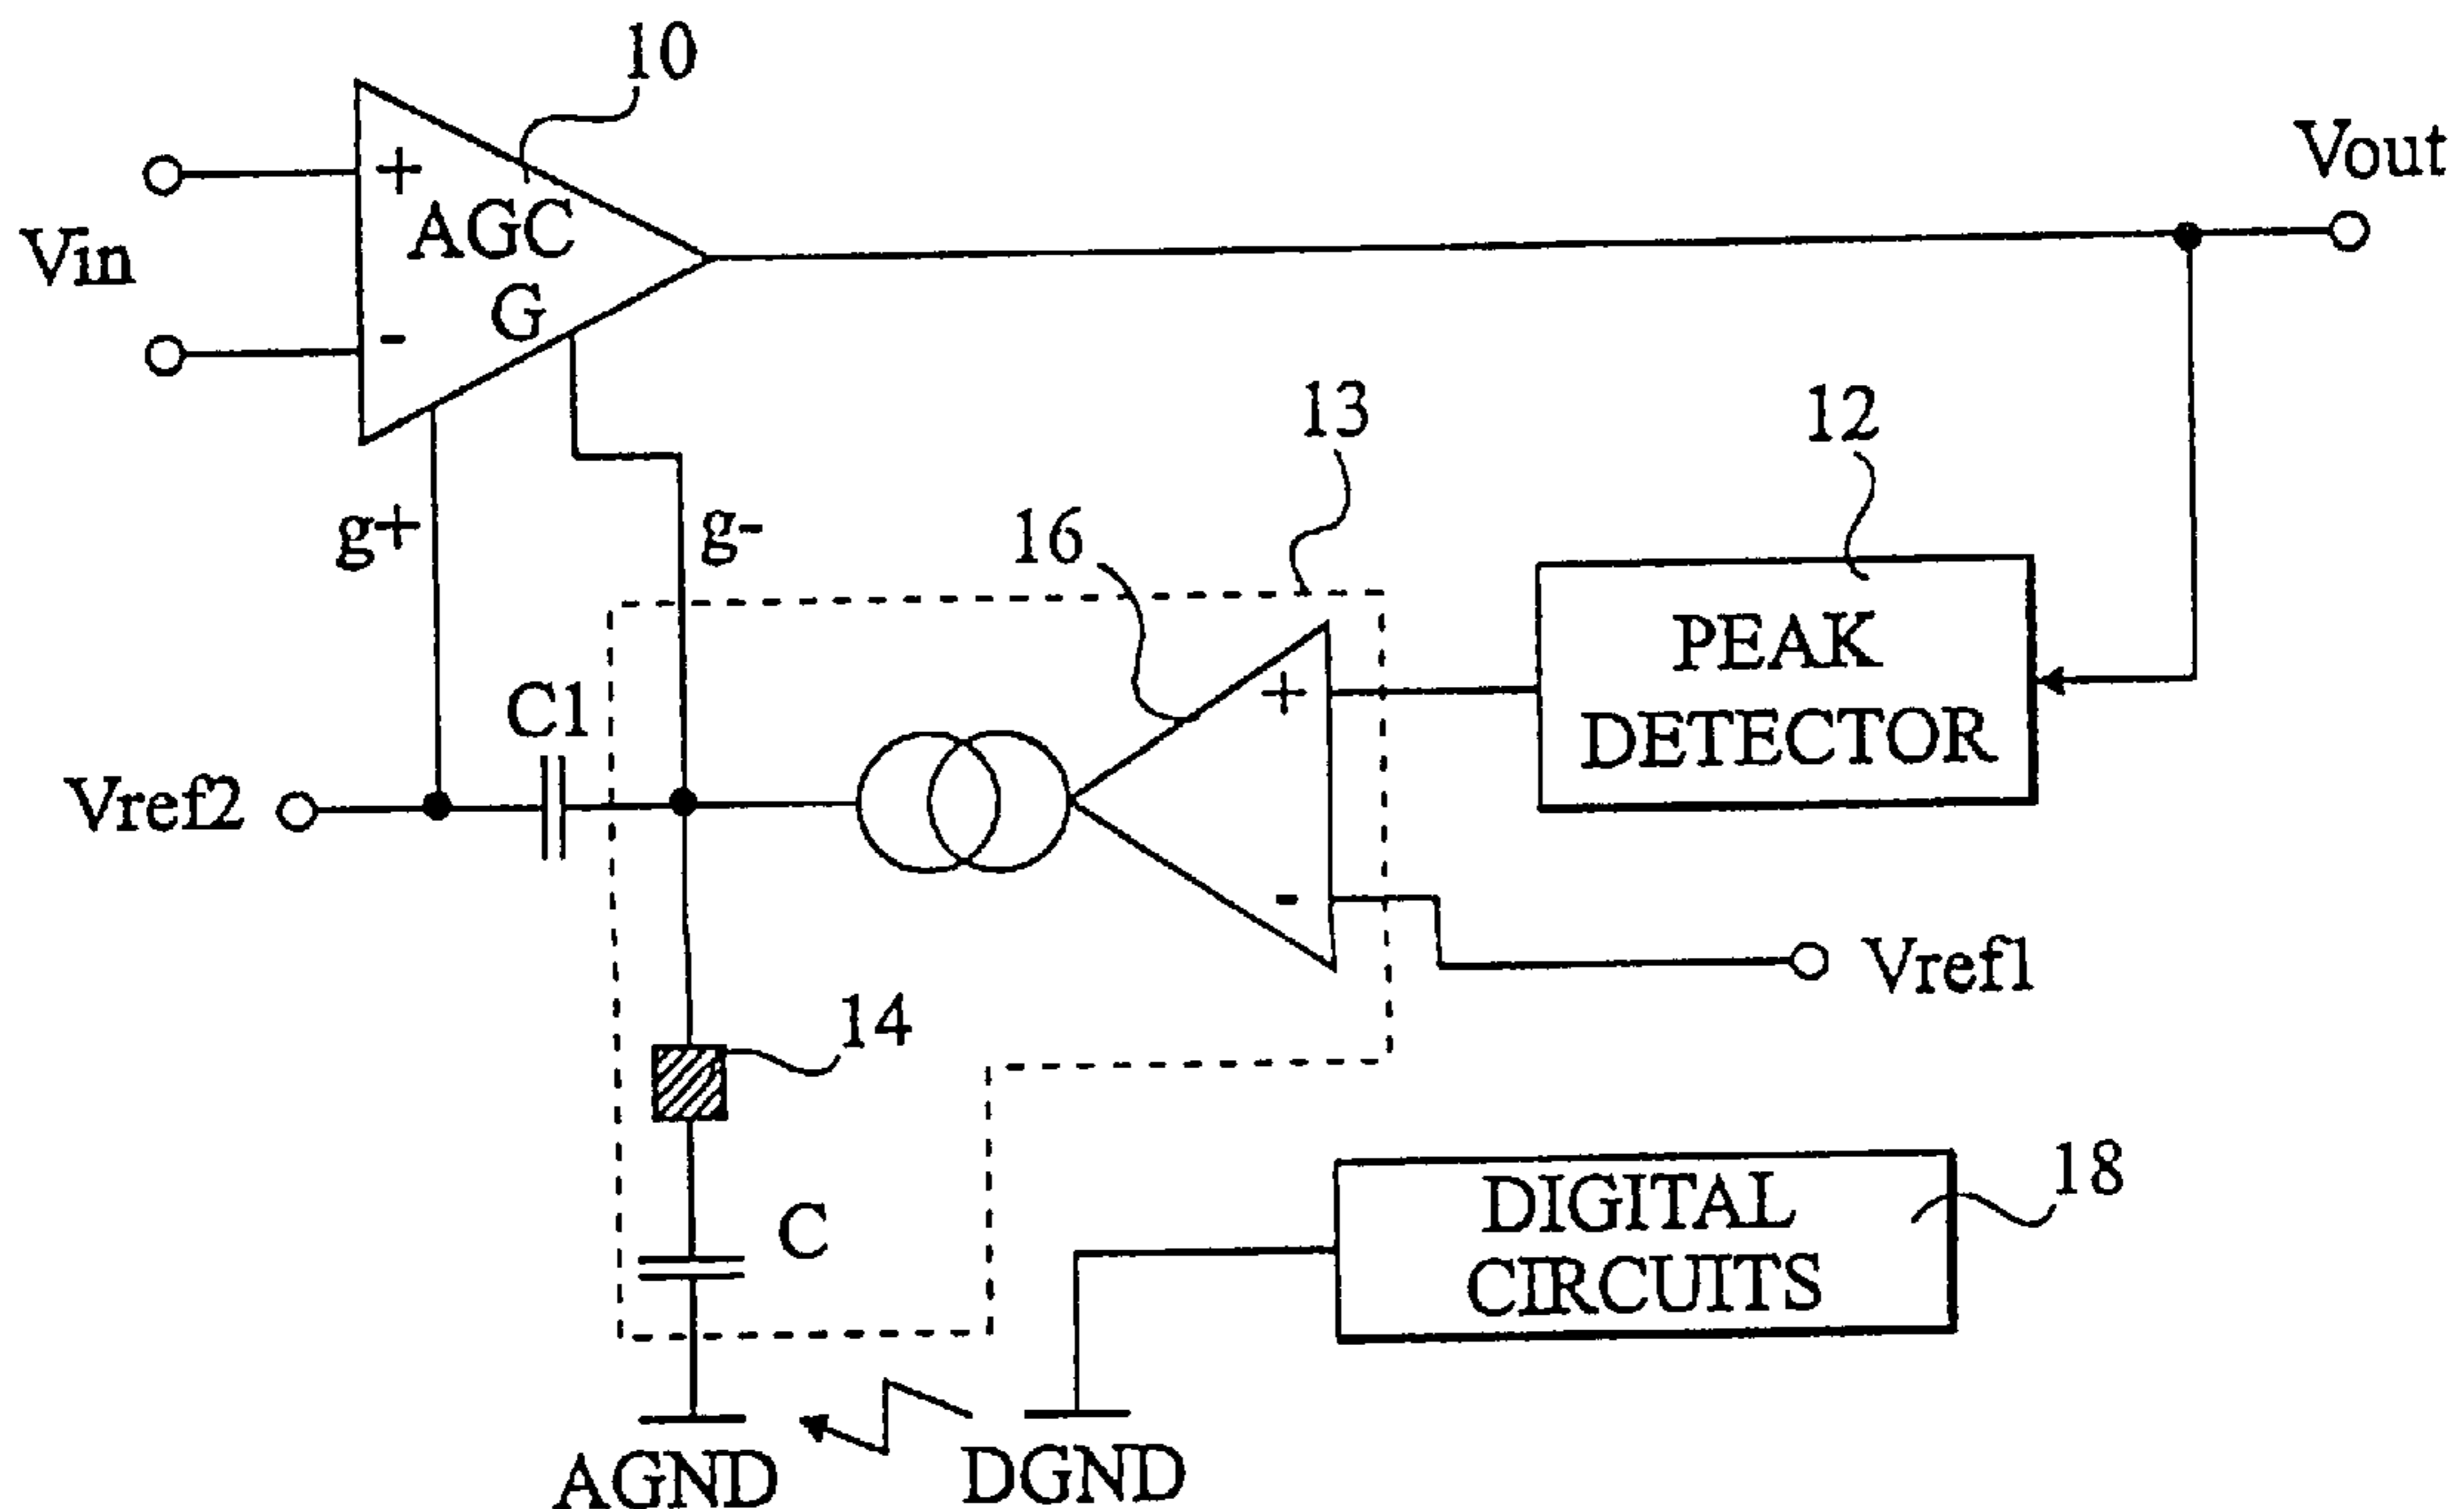 10
Vout
+
AGC
Vin
G
-
13
12
g+
g-
16
PEAK
DETECTOR
+
C1
Vref2
-
Vref1
14
DIGITAL
CIRCUITS
18
C
AGND
DGND